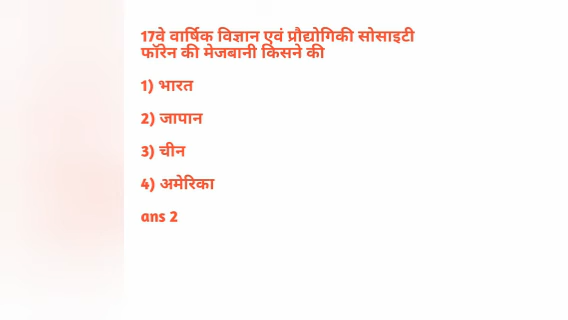 17वे वार्षिक विज्ञान एवं प्रौद्योगिकी सोसाइटी
फॉरेन की मेजबानी किसने की
1) भारत
2) जापान
3) चीन
4) अमेरिका
ans 2